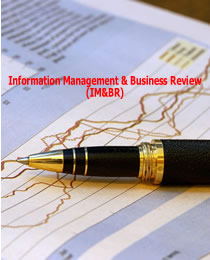 Information Management & Business Review
(IM&BR)